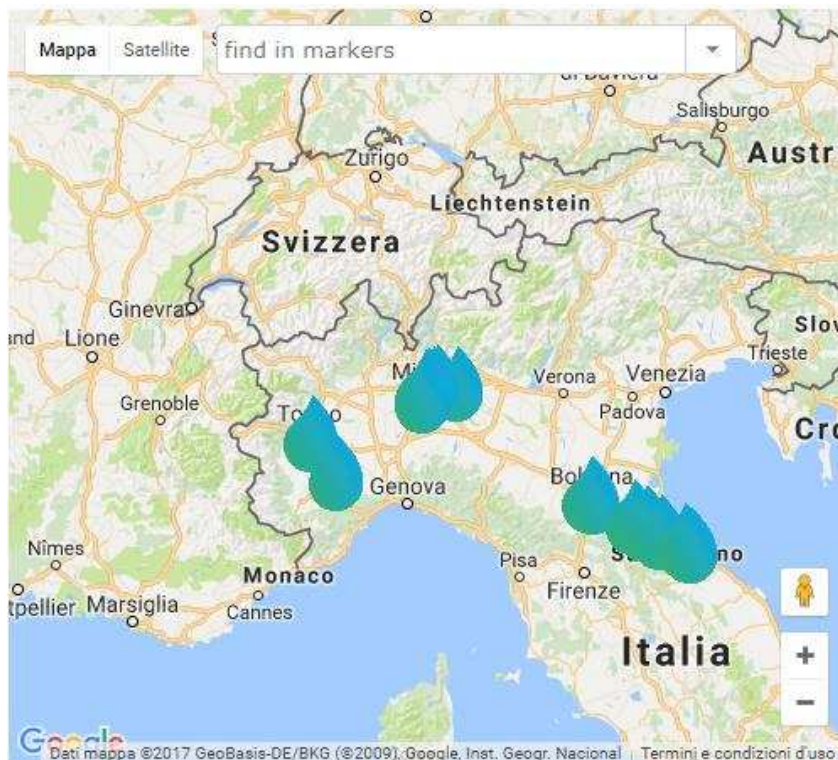 Mappa
Satellite
find in markers
Salisburgo
Zurigo
Austr
Liechtenstein
Svizzera
Ginevra
Slov
Lione
Trieste
Verona
Venezia
Grenoble
Padova
Cro
Genova
Nîmes
Pisa
Monaco
Firenze
Marsiglia
Cannes
Italia
Google
Dati mappa ©2017 GeoBasis-DE/BKG (©2009), Google, Inst. Geogr. Nacional
Termini e condizioni d'uso